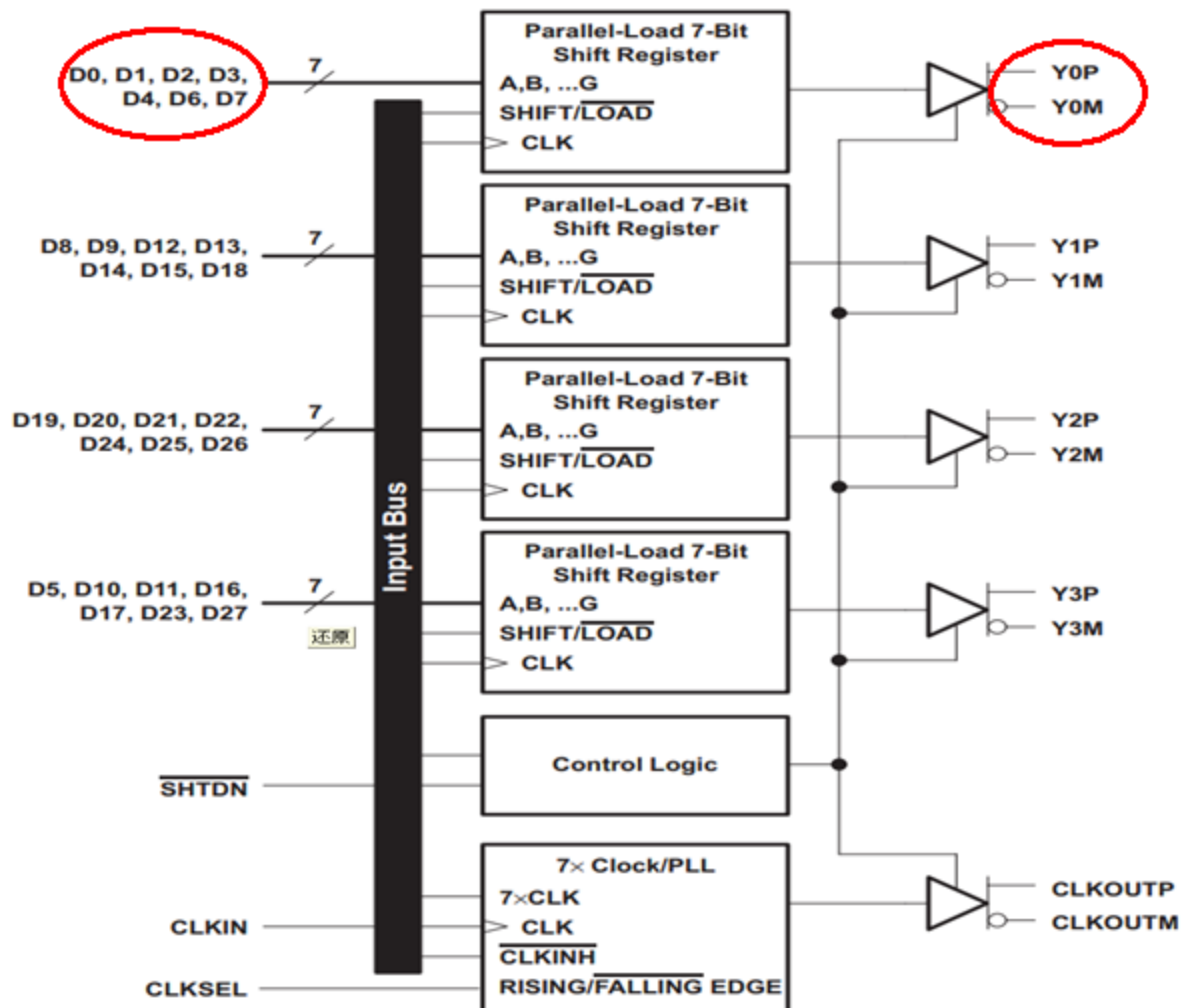 Parallel-Load 7-Bit
Shift Register
D0, D1, D2, D3,
D4, D6, D7
7
A,B, ...G
SHIFT/LOAD
CLK
Y0P
Y0M
Parallel-Load 7-Bit
Shift Register
D8, D9, D12, D13,
D14, D15, D18
7
A,B, ...G
SHIFT/LOAD
CLK
Y1P
Y1M
Parallel-Load 7-Bit
Shift Register
D19, D20, D21, D22,
D24, D25, D26
7
A,B, ...G
SHIFT/LOAD
CLK
Y2P
Y2M
Input Bus
Parallel-Load 7-Bit
Shift Register
D5, D10, D11, D16,
D17, D23, D27
7
还原
A,B, ...G
SHIFT/LOAD
CLK
Y3P
Y3M
SHTDN
Control Logic
7× Clock/PLL
7×CLK
CLKIN
CLK
CLKINH
CLKSEL
RISING/FALLING EDGE
CLKOUTP
CLKOUTM